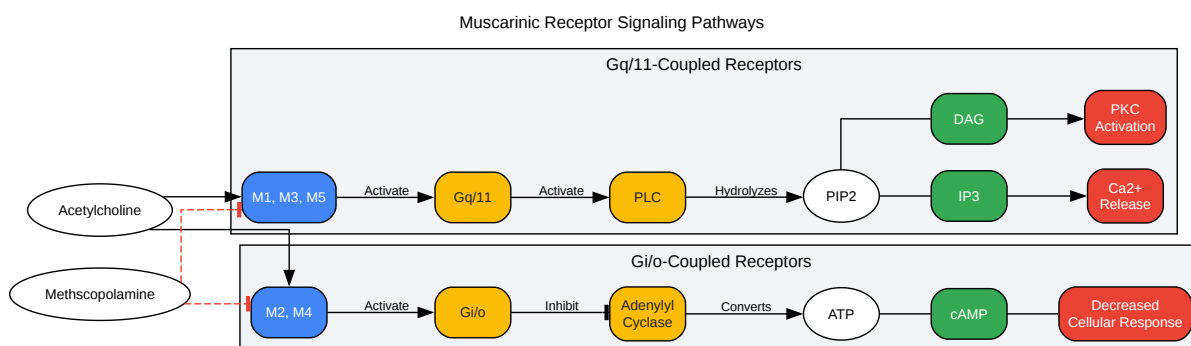 Muscarinic Receptor Signaling Pathways
Gq/11-Coupled Receptors
DAG
PKC
Activation
Acetylcholine
M1, M3, M5
Activate
Gq/11
Activate
PLC
Hydrolyzes
PIP2
IP3
Ca2+
Release
Gi/o-Coupled Receptors
Methscopolamine
M2, M4
Activate
Gi/o
Inhibit
Adenylyl
Cyclase
Converts
ATP
cAMP
Decreased
Cellular Response